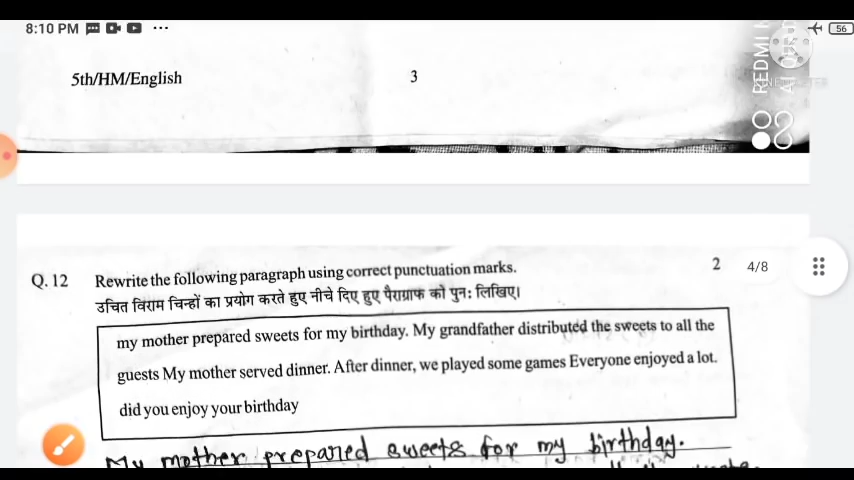 8:10 PM ...
56
REDMI
5th/HM/English
3
4/8
Q. 12 Rewrite the following paragraph using correct punctuation marks. 2
उचित विराम चिन्हों का प्रयोग करते हुए नीचे दिए हुए पैराग्राफ को पुन: लिखिए।
my mother prepared sweets for my birthday. My grandfather distributed the sweets to all the
guests My mother served dinner. After dinner, we played some games Everyone enjoyed a lot.
did you enjoy your birthday
My mother prepared sweets for my birthday.